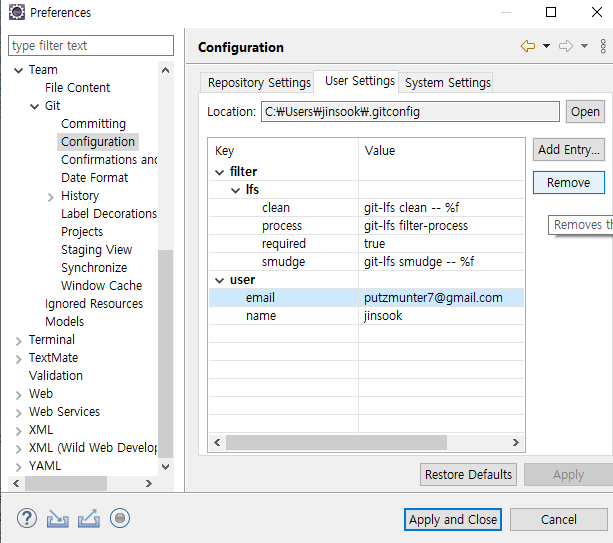 Preferences
type filter text
Configuration
Team
File Content
Git
Committing
Configuration
Confirmations and
Date Format
History
Label Decorations
Projects
Staging View
Synchronize
Window Cache
Ignored Resources
Models
Terminal
TextMate
Validation
Web
Web Services
XML
XML (Wild Web Develop
YAML
Repository Settings User Settings System Settings
Location: C:₩Users₩jinsook₩.gitconfig Open
Key Value Add Entry...
filter
lfs Remove
clean git-lfs clean -- %f
process git-lfs filter-process
Removes th
required true
smudge git-lfs smudge -- %f
user
email putzmunter7@gmail.com
name jinsook
Restore Defaults Apply
Apply and Close Cancel